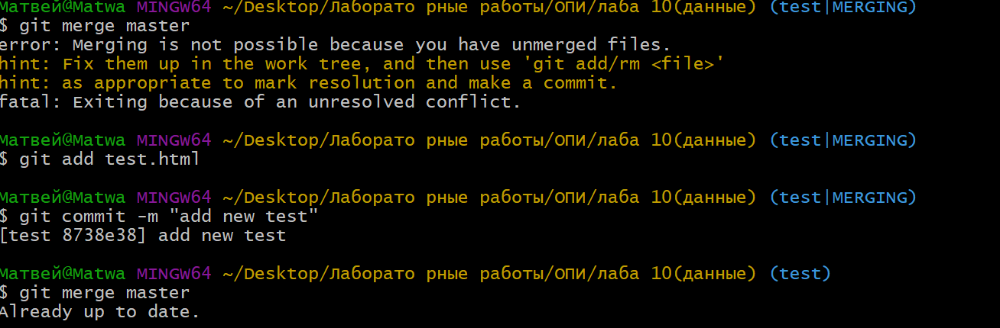 Матвей@Matwa MINGW64 ~/Desktop/Лаборато рные работы/ОПИ/лаба 10(данные) (test|MERGING)
$ git merge master
error: Merging is not possible because you have unmerged files.
hint: Fix them up in the work tree, and then use 'git add/rm <file>'
hint: as appropriate to mark resolution and make a commit.
fatal: Exiting because of an unresolved conflict.
Матвей@Matwa MINGW64 ~/Desktop/Лаборато рные работы/ОПИ/лаба 10(данные) (test|MERGING)
$ git add test.html
Матвей@Matwa MINGW64 ~/Desktop/Лаборато рные работы/ОПИ/лаба 10(данные) (test|MERGING)
$ git commit -m "add new test"
[test 8738e38] add new test
Матвей@Matwa MINGW64 ~/Desktop/Лаборато рные работы/ОПИ/лаба 10(данные) (test)
$ git merge master
Already up to date.